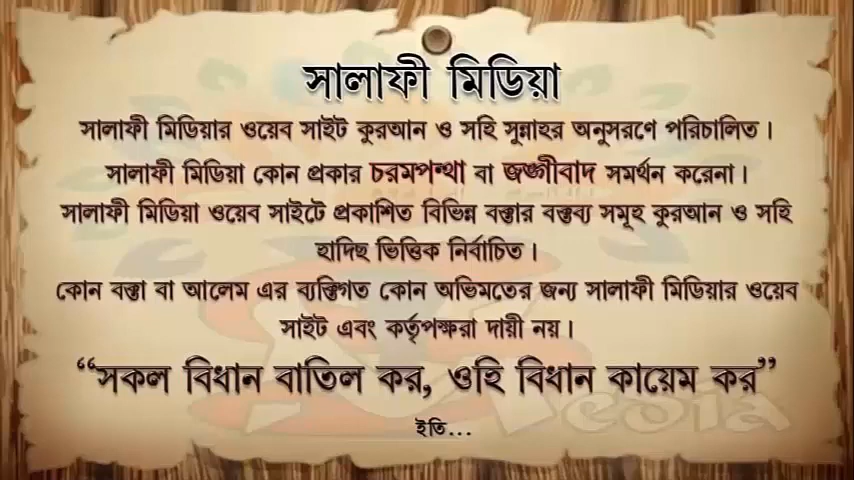 সালাফী মিডিয়া
সালাফী মিডিয়ার ওয়েব সাইট কুরআন ও সহি সুন্নাহর অনুসরণে পরিচালিত।
সালাফী মিডিয়া কোন প্রকার চরমপন্থা বা জঙ্গীবাদ সমর্থন করেনা।
সালাফী মিডিয়া ওয়েব সাইটে প্রকাশিত বিভিন্ন বক্তার বক্তব্য সমূহ কুরআন ও সহি
হাদিছ ভিত্তিক নির্বাচিত।
কোন বক্তা বা আলেম এর ব্যক্তিগত কোন অভিমতের জন্য সালাফী মিডিয়ার ওয়েব
সাইট এবং কর্তৃপক্ষরা দায়ী নয়।
“সকল বিধান বাতিল কর, ওহি বিধান কায়েম কর”
Media
ইতি...